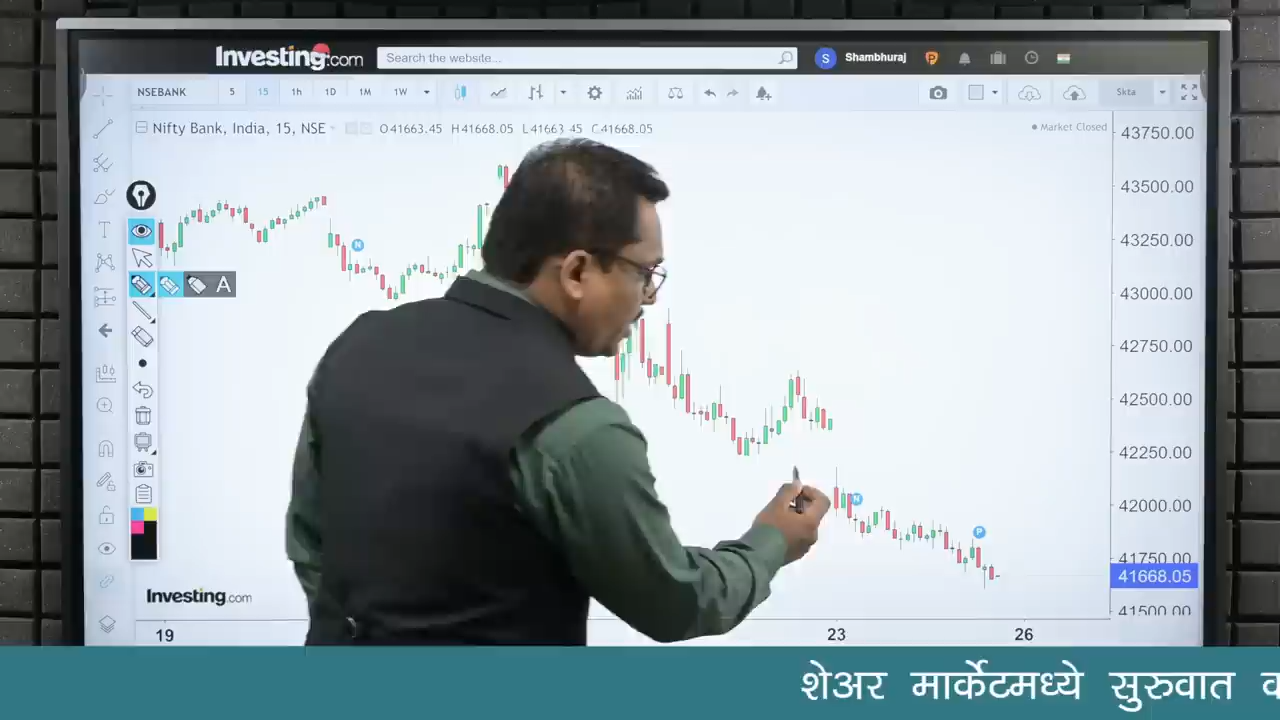 Investing.com
Search the website...
S
Shambhuraj
NSEBANK 5 15 1h 1D 1M 1W
Skta
Nifty Bank, India, 15, NSE O41663.45 H41668.05 L41663.45 C41668.05
Market Closed
43750.00
43500.00
43250.00
43000.00
42750.00
42500.00
42250.00
42000.00
41750.00
41668.05
41500.00
N
A
N
P
Investing.com
19
23
26
शेअर मार्केटमध्ये सुरुवात